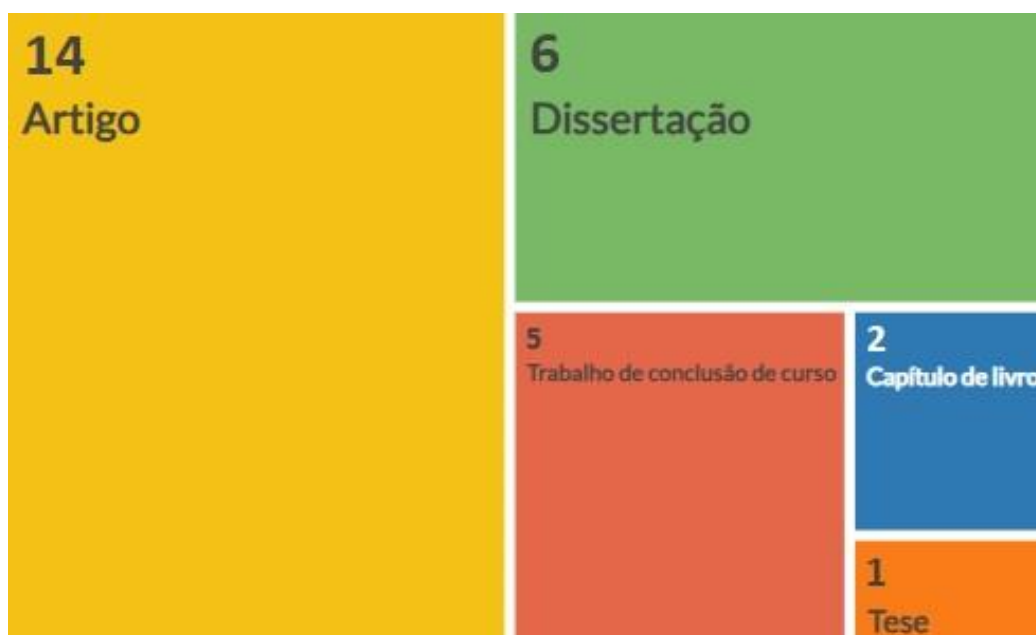 14
Artigo
6
Dissertação
5
Trabalho de conclusão de curso
2
Capítulo de livro
1
Tese